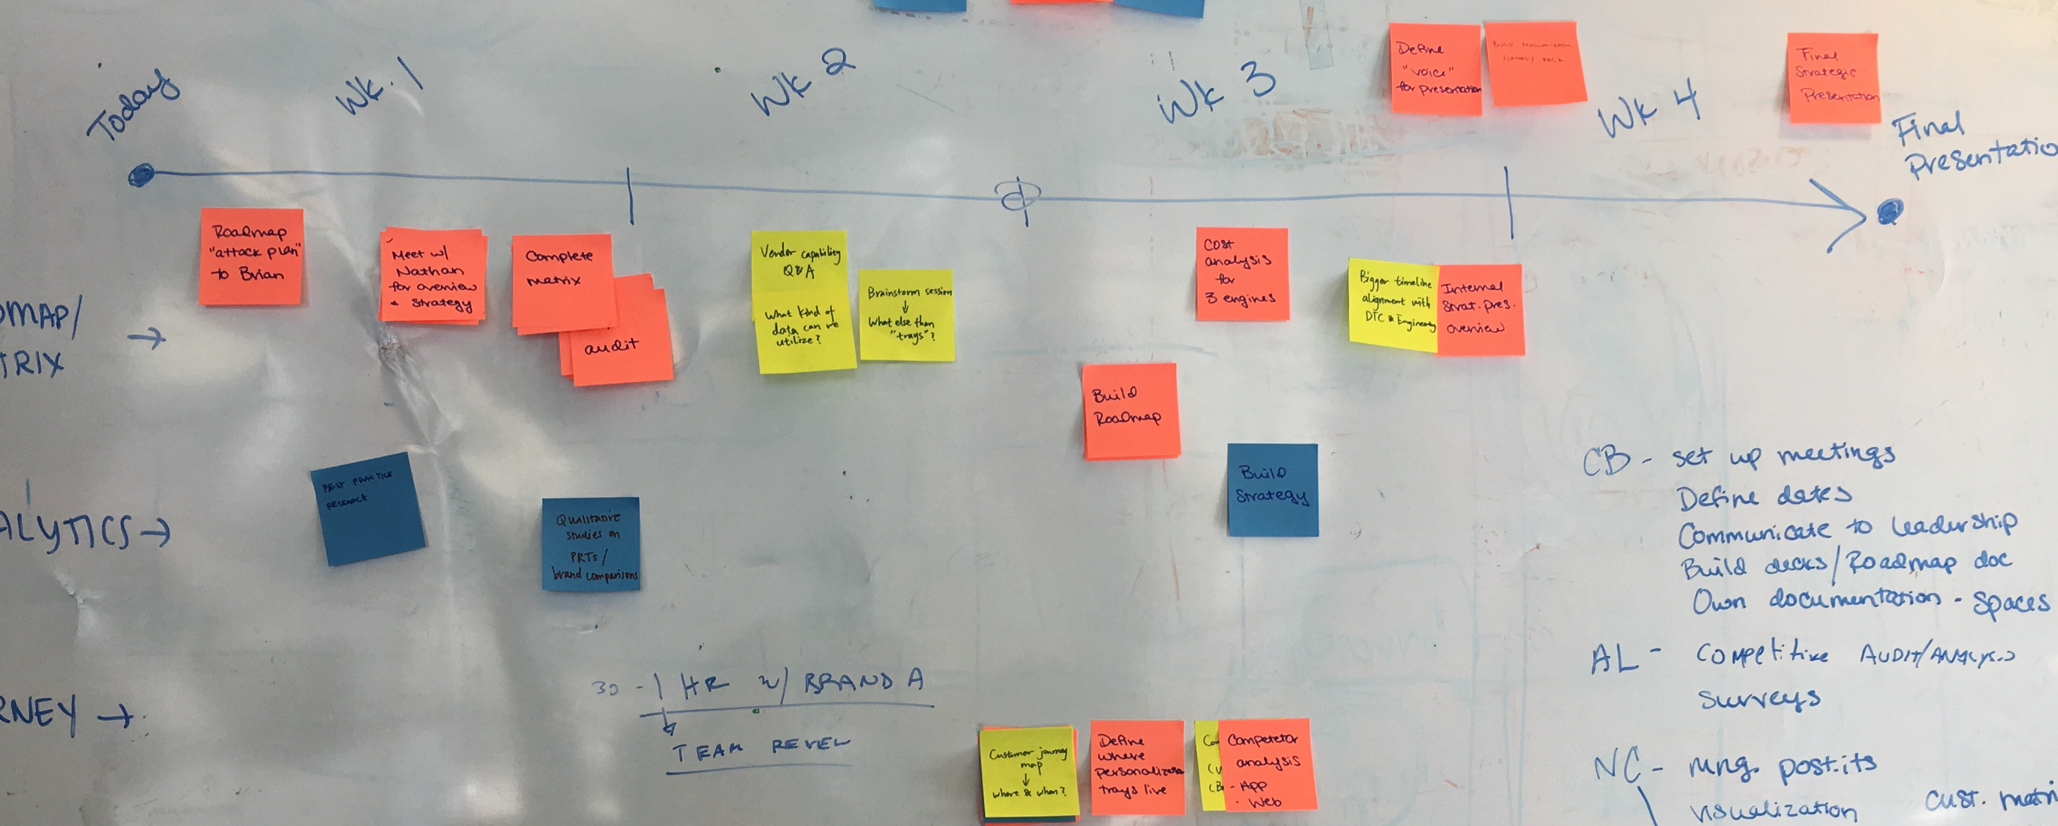 Today
Wk. 1
Wk 2
Wk 3
Wk 4
Final
Presentatio
Define
"voice"
for presentation
Final
Strategic
Presentation
Roadmap
"attack plan"
to Brian
Meet w/
Nathan
for overview
& Strategy
Complete
matrix
audit
Vendor capability
Q&A
What kind of
data can we
utilize?
Brainstorm session
↓
What else than
"trays"?
Cost
analysis
for
3 engines
Bigger timeline
alignment with
DTC & Engineering
Internal
Strat. pres.
overview
OMAP/
TRIX →
Build
Roadmap
ALYTICS →
BEST PRACTICE
RESEARCH
Qualitative
studies on
PRTs/
brand comparisons
Build
Strategy
RNEY →
30 - 1 HR w/ BRAND A
TEAM REVEL
Customer journey
map
↓
where & when?
Define
where
personalization
trays live
Competetor
analysis
- App
- Web
CB - set up meetings
Define dates
Communicate to leadership
Build decks/Roadmap doc
Own documentation - spaces
AL - Competitive AUDIT/ANALYSIS
Surveys
NC - mng. post.its
visualization
cust. matri